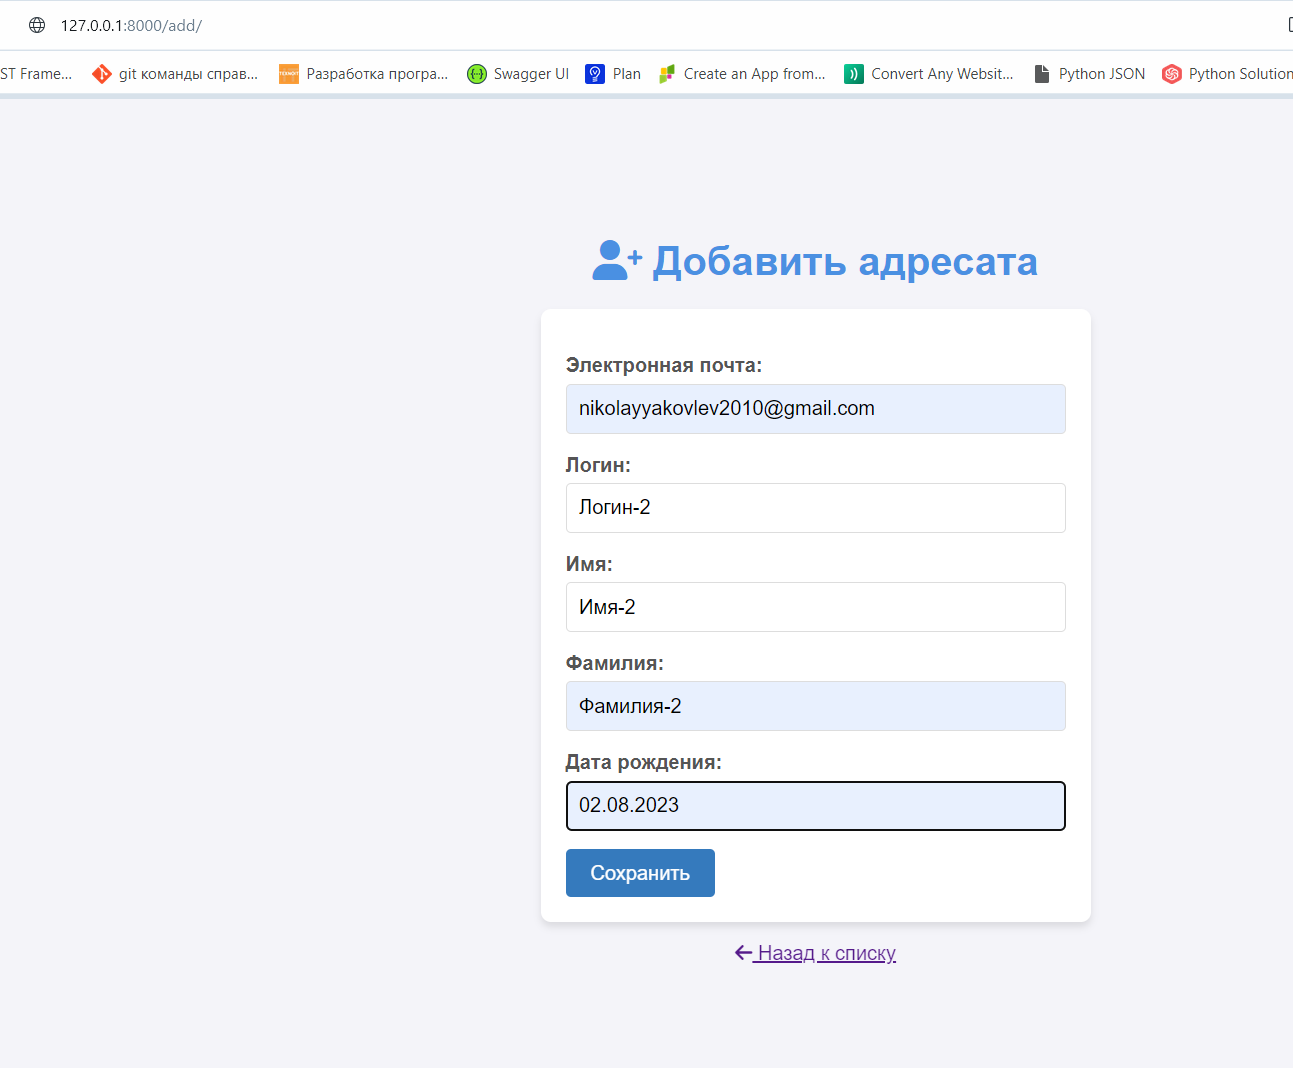 127.0.0.1:8000/add/
ST Frame... git команды справ... Разработка програ... Swagger UI Plan Create an App from... Convert Any Websit... Python JSON Python Solution
Добавить адресата
Электронная почта:
nikolayyakovlev2010@gmail.com
Логин:
Логин-2
Имя:
Имя-2
Фамилия:
Фамилия-2
Дата рождения:
02.08.2023
Сохранить
Назад к списку